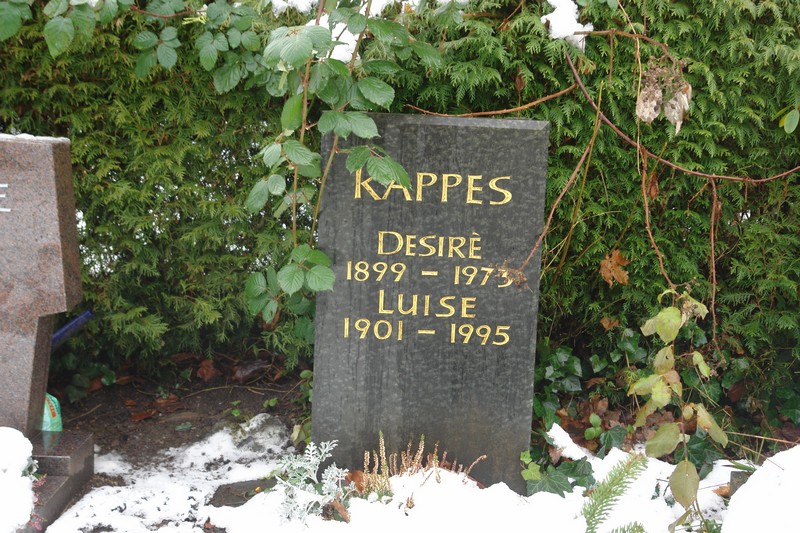 KAPPES
DESIRÈ
1899 – 1973
LUISE
1901 – 1995